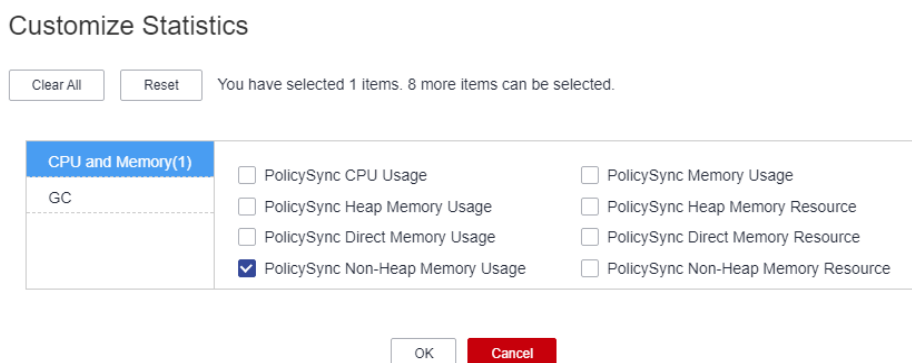 Customize Statistics
Clear All Reset You have selected 1 items. 8 more items can be selected.
CPU and Memory(1)
GC
PolicySync CPU Usage PolicySync Memory Usage
PolicySync Heap Memory Usage PolicySync Heap Memory Resource
PolicySync Direct Memory Usage PolicySync Direct Memory Resource
PolicySync Non-Heap Memory Usage PolicySync Non-Heap Memory Resource
OK Cancel